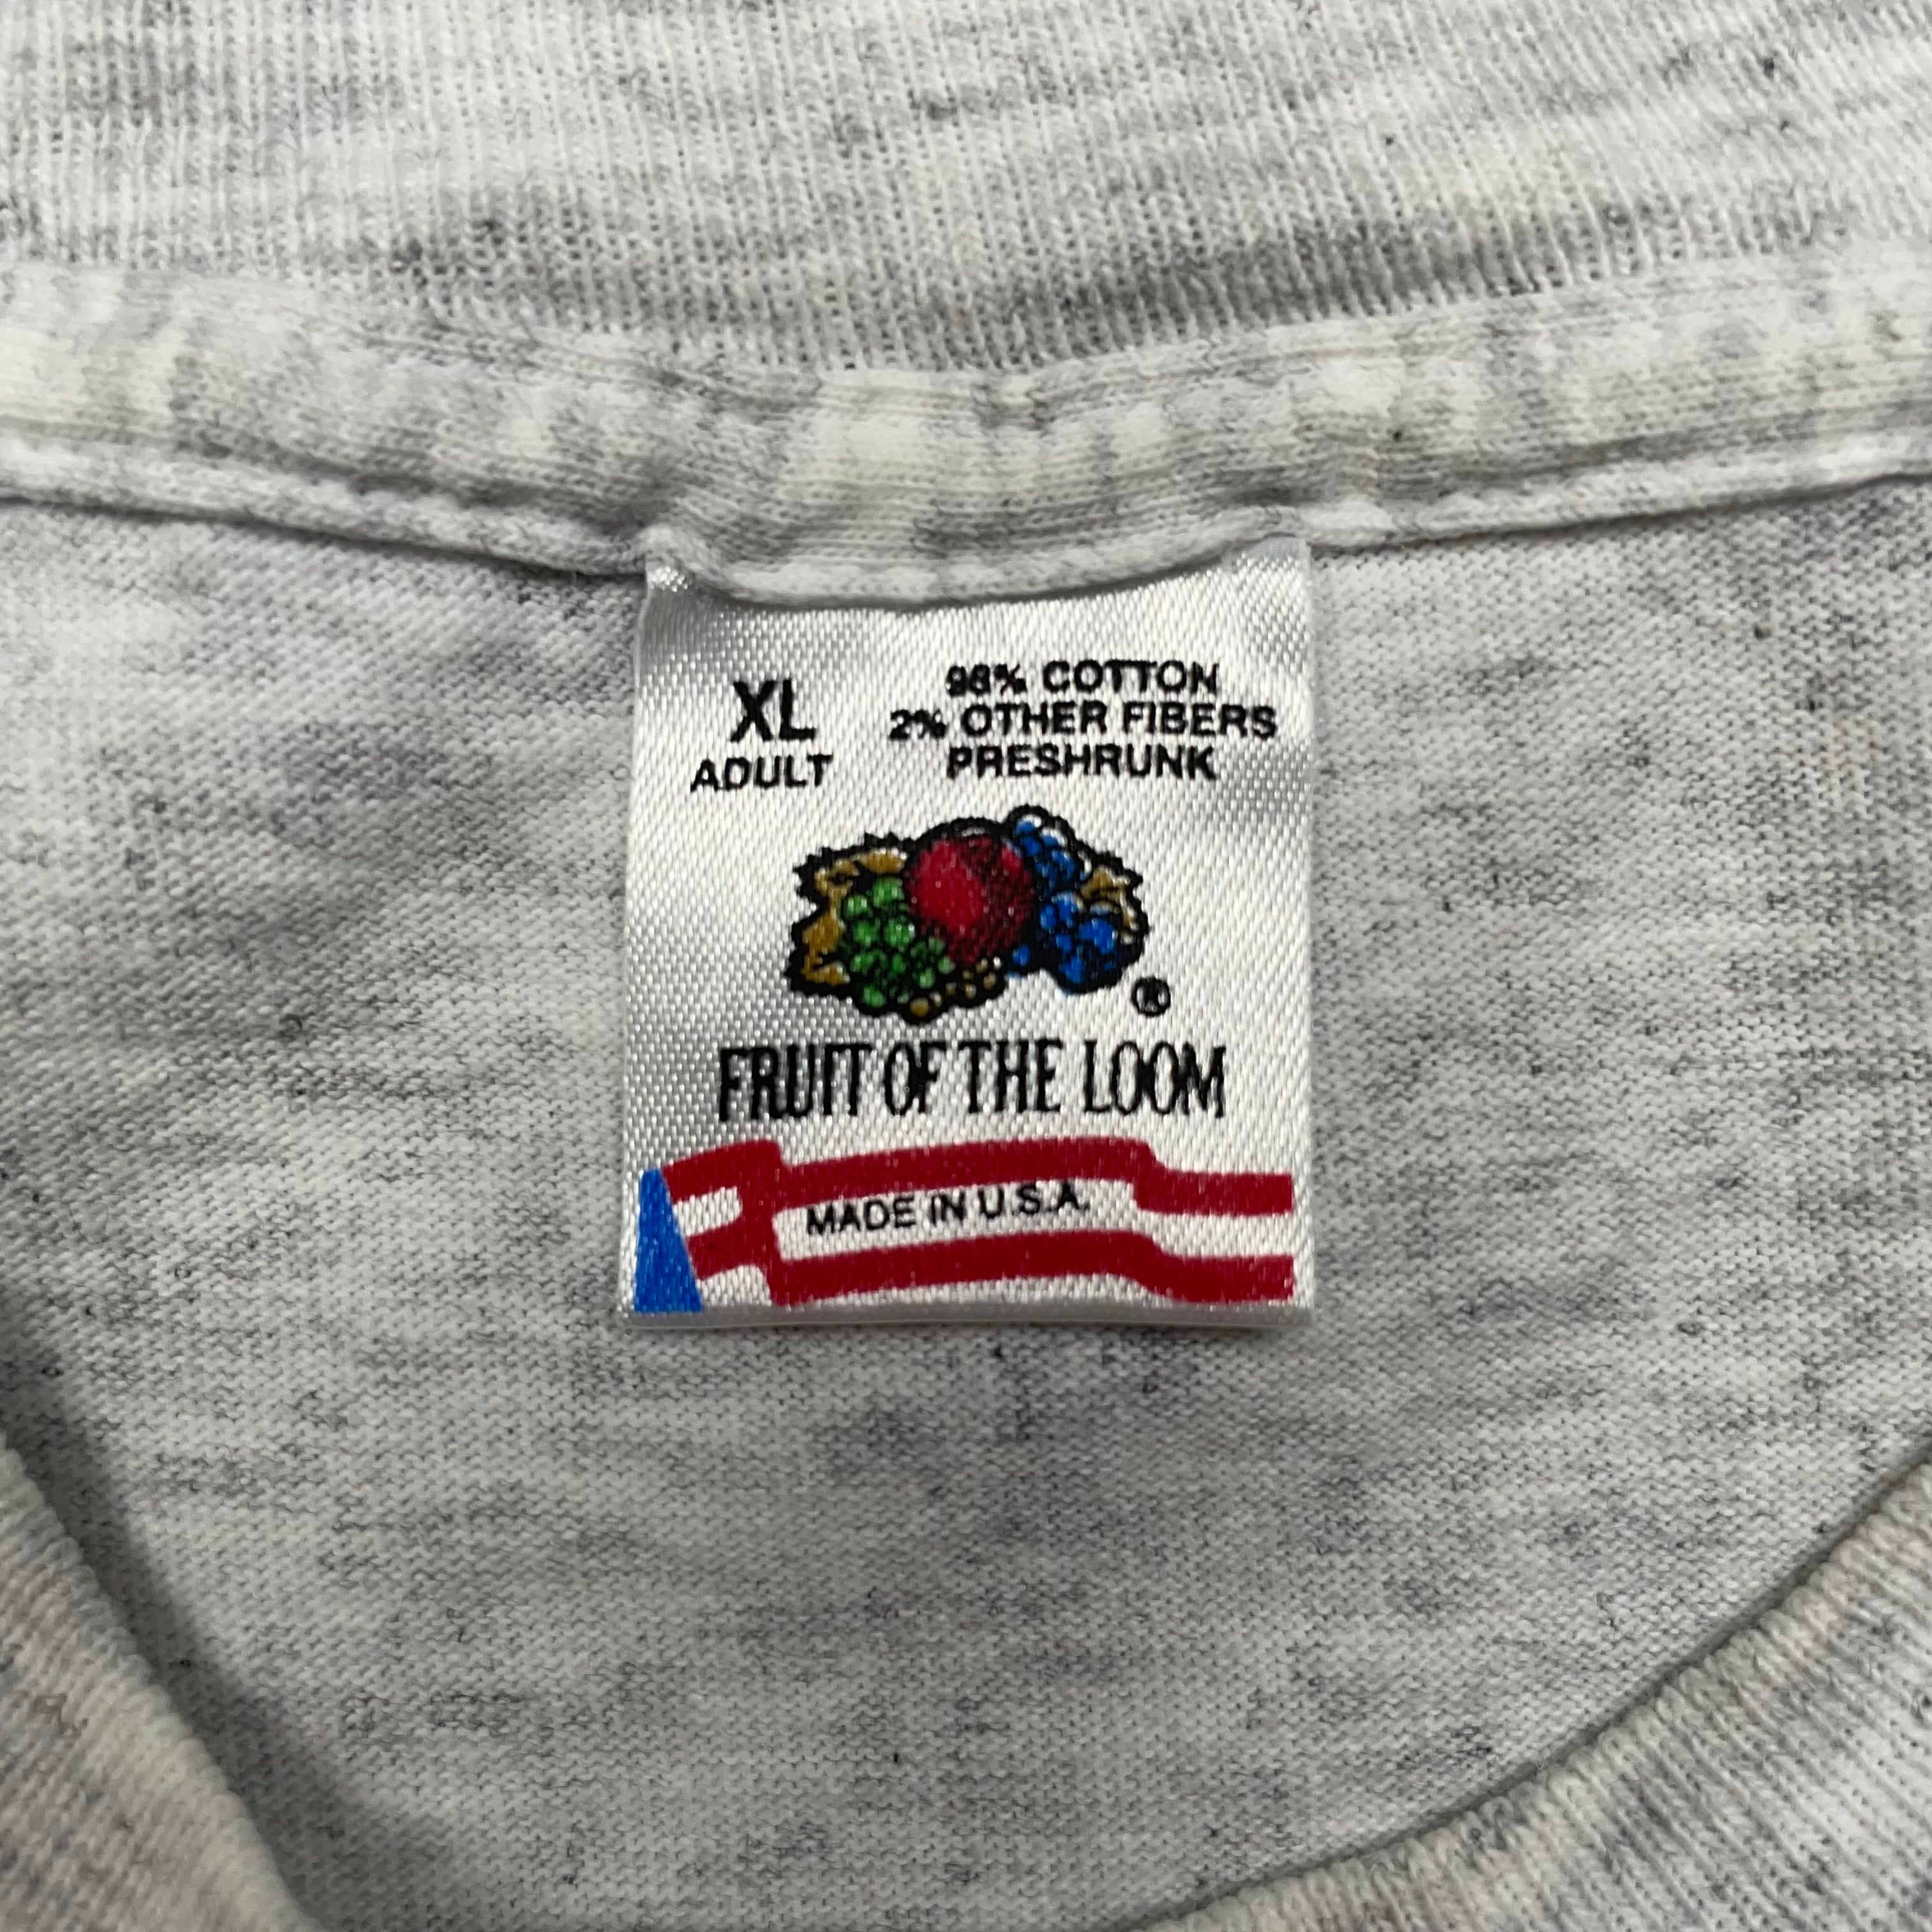 XL
ADULT
98% COTTON
2% OTHER FIBERS
PRESHRUNK
®
FRUIT OF THE LOOM
MADE IN U.S.A.